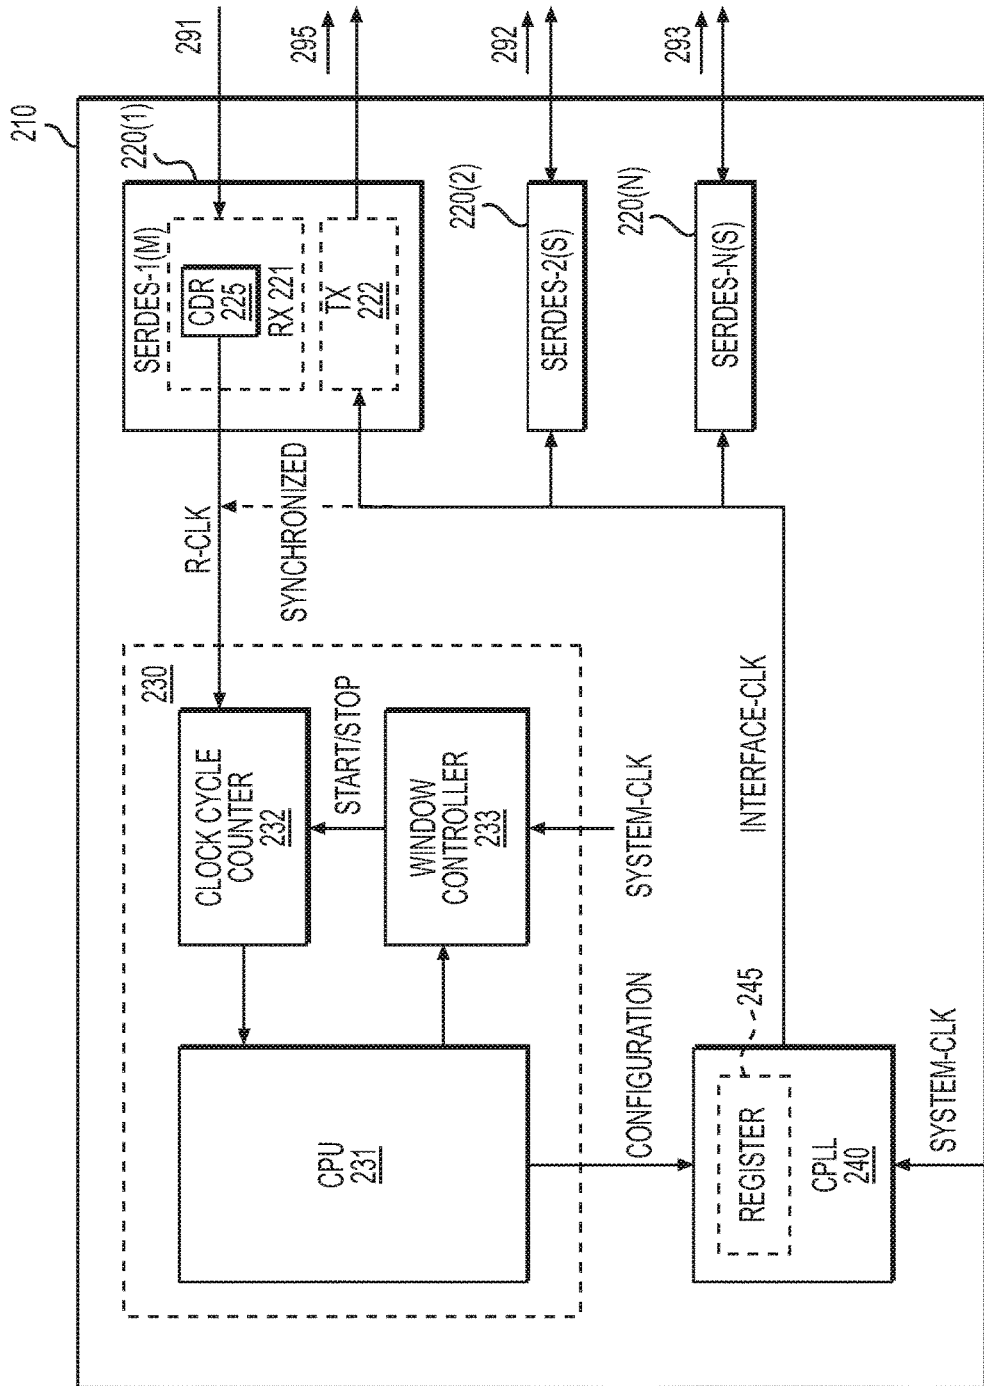 210
220(1)
291
295
292
293
SERDES-1(M)
CDR
225
RX 221
TX
222
220(2)
SERDES-2(S)
220(N)
SERDES-N(S)
R-CLK
SYNCHRONIZED
230
CLOCK CYCLE
COUNTER
232
START/STOP
WINDOW
CONTROLLER
233
SYSTEM-CLK
INTERFACE-CLK
CPU
231
CONFIGURATION
245
REGISTER
CPLL
240
SYSTEM-CLK